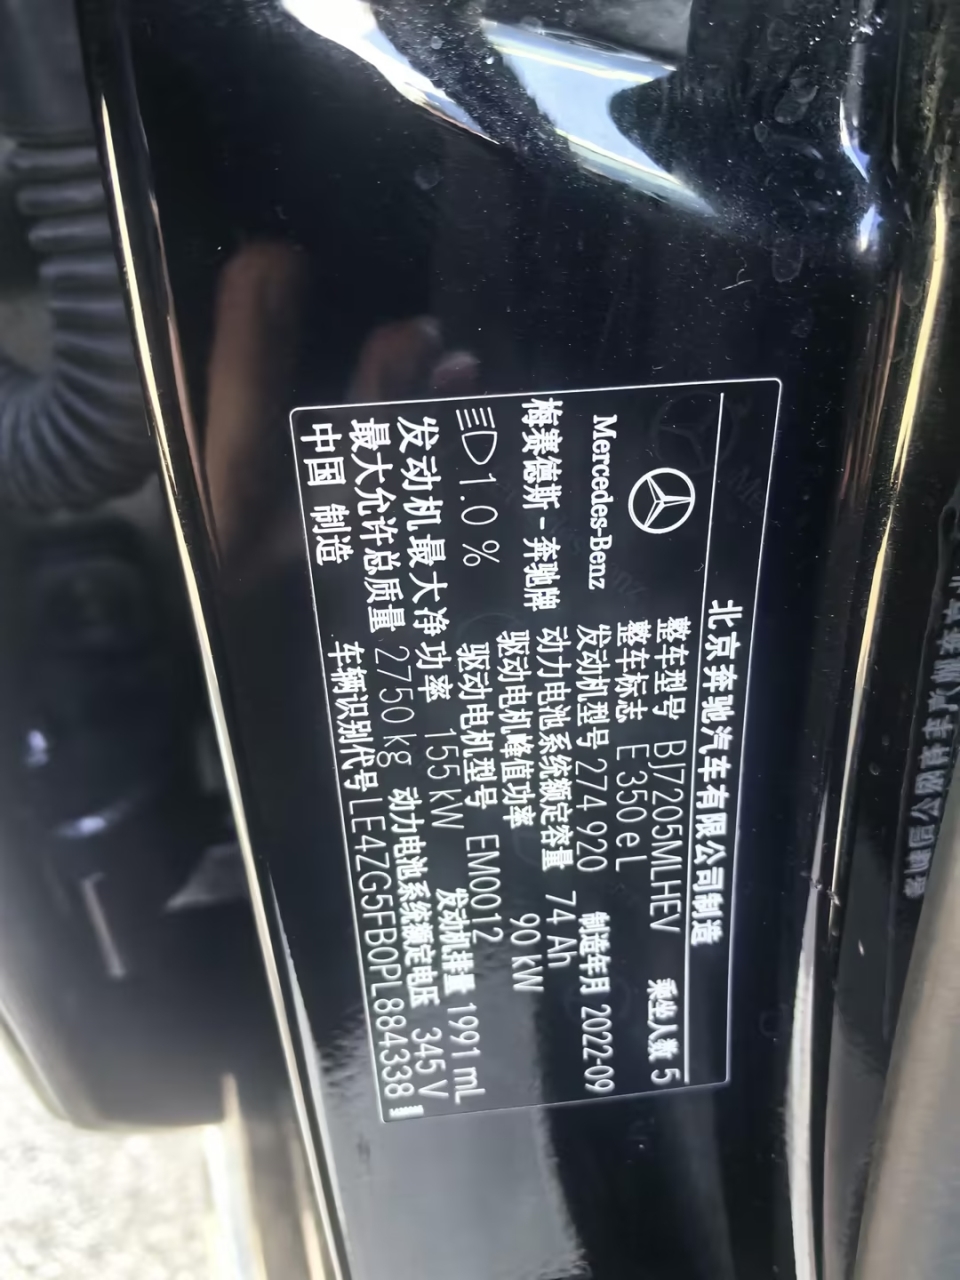 北京奔驰汽车有限公司制造
Mercedes-Benz
梅赛德斯-奔驰牌
整车型号 BJ7205MLHEV 乘坐人数 5
整车标志 E 350 e L
发动机型号 274 920 制造年月 2022-09
动力电池系统额定容量 74 Ah
驱动电机峰值功率 90 kW
1.0 % 驱动电机型号 EM0012
发动机最大净功率 155 kW 发动机排量 1991 mL
最大允许总质量 2750 kg 动力电池系统额定电压 345 V
中国 制造 车辆识别代号 LE4ZG5FB0PL884338